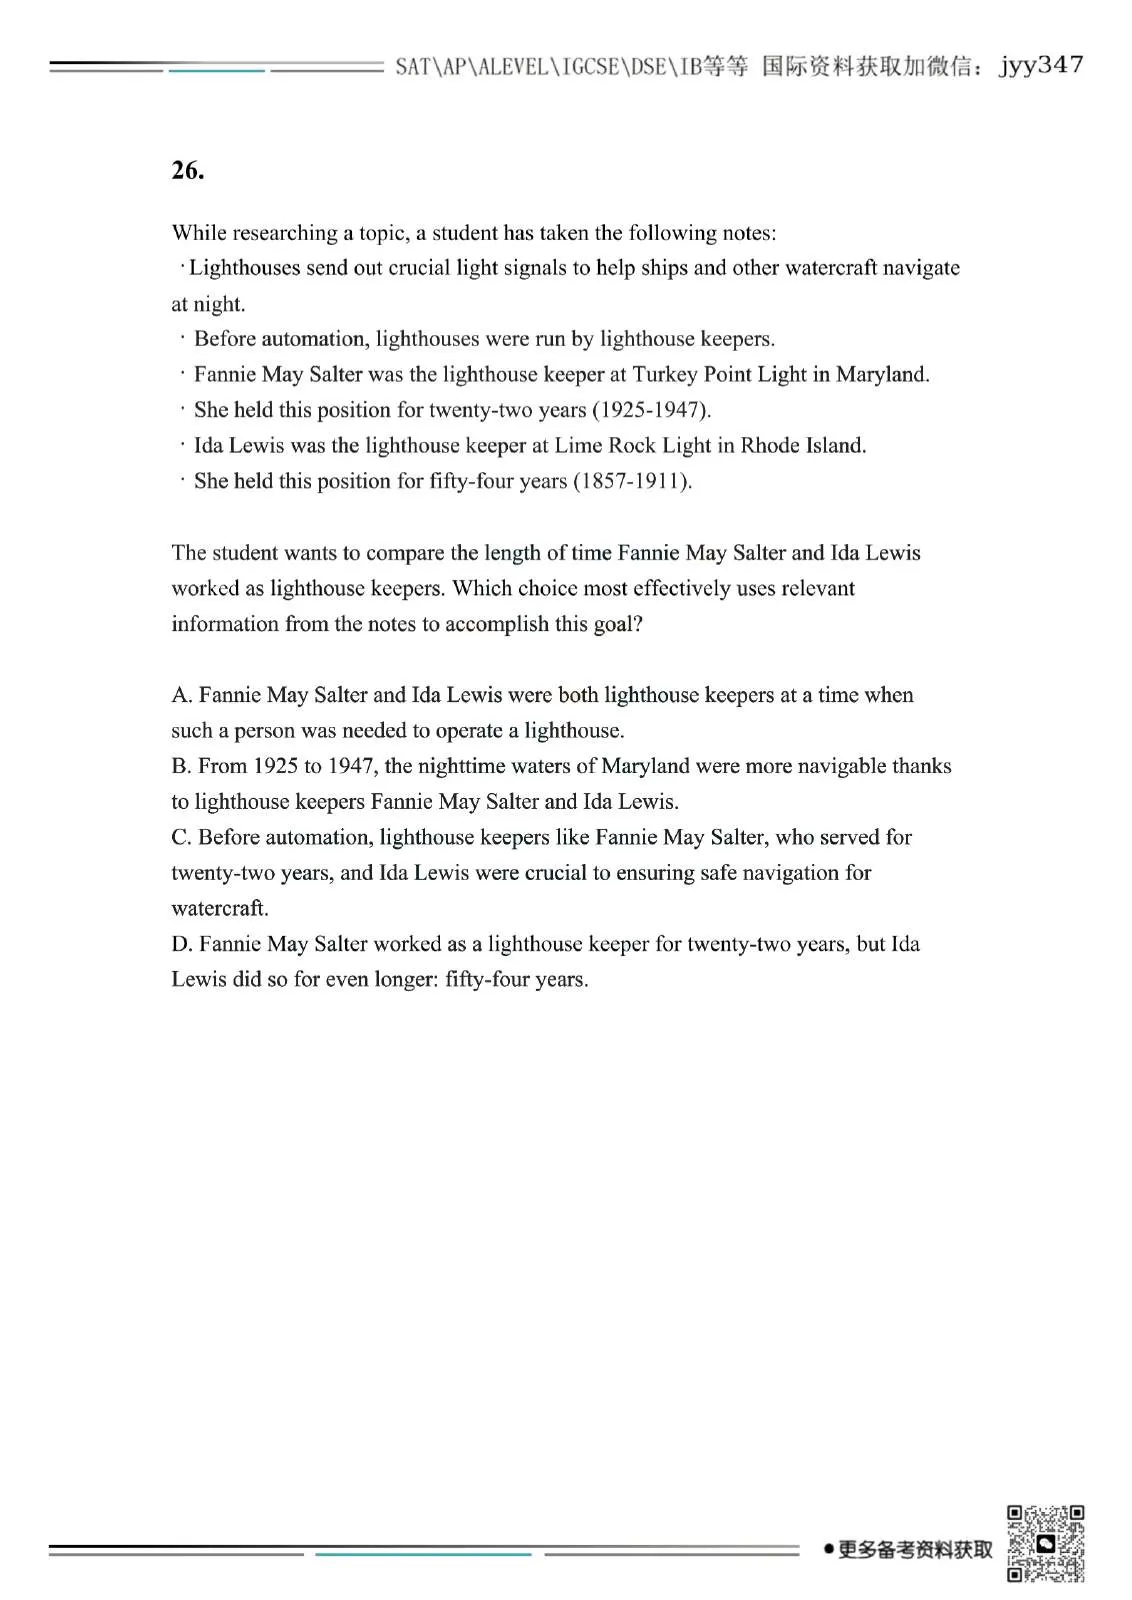 SAT\AP\ALEVEL\IGCSE\DSE\IB等等 国际资料获取加微信：jyy347
26.
While researching a topic, a student has taken the following notes:
·Lighthouses send out crucial light signals to help ships and other watercraft navigate
at night.
· Before automation, lighthouses were run by lighthouse keepers.
· Fannie May Salter was the lighthouse keeper at Turkey Point Light in Maryland.
· She held this position for twenty-two years (1925-1947).
· Ida Lewis was the lighthouse keeper at Lime Rock Light in Rhode Island.
· She held this position for fifty-four years (1857-1911).
The student wants to compare the length of time Fannie May Salter and Ida Lewis
worked as lighthouse keepers. Which choice most effectively uses relevant
information from the notes to accomplish this goal?
A. Fannie May Salter and Ida Lewis were both lighthouse keepers at a time when
such a person was needed to operate a lighthouse.
B. From 1925 to 1947, the nighttime waters of Maryland were more navigable thanks
to lighthouse keepers Fannie May Salter and Ida Lewis.
C. Before automation, lighthouse keepers like Fannie May Salter, who served for
twenty-two years, and Ida Lewis were crucial to ensuring safe navigation for
watercraft.
D. Fannie May Salter worked as a lighthouse keeper for twenty-two years, but Ida
Lewis did so for even longer: fifty-four years.
●更多备考资料获取